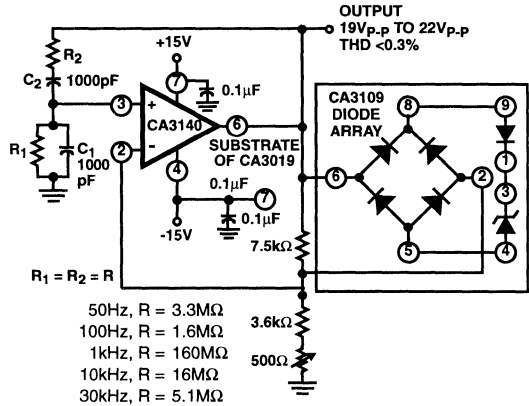 OUTPUT
19VP-P TO 22VP-P
THD <0.3%
+15V
R2
C2 1000pF
7
0.1μF
CA3109
DIODE
ARRAY
8
9
3
+
CA3140
6
SUBSTRATE
OF CA3019
R1
C1
1000
pF
2
-
4
0.1μF
7
0.1μF
-15V
6
2
1
3
5
4
7.5kΩ
R1 = R2 = R
3.6kΩ
500Ω
50Hz, R = 3.3MΩ
100Hz, R = 1.6MΩ
1kHz, R = 160MΩ
10kHz, R = 16MΩ
30kHz, R = 5.1MΩ